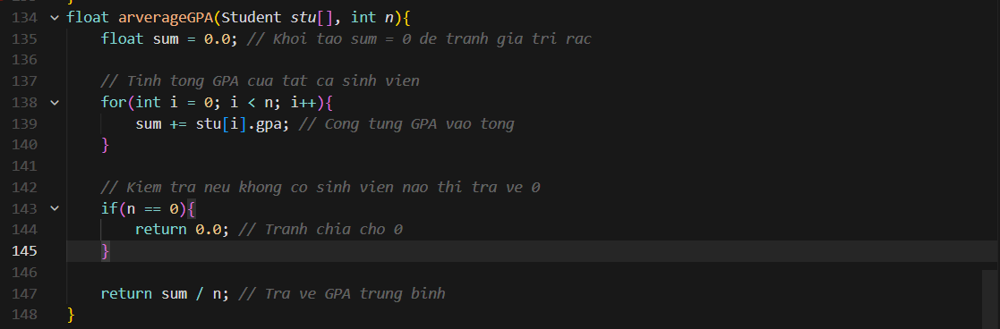 134 float arverageGPA(Student stu[], int n){
135 float sum = 0.0; // Khoi tao sum = 0 de tranh gia tri rac
136
137 // Tinh tong GPA cua tat ca sinh vien
138 for(int i = 0; i < n; i++){
139 sum += stu[i].gpa; // Cong tung GPA vao tong
140 }
141
142 // Kiem tra neu khong co sinh vien nao thi tra ve 0
143 if(n == 0){
144 return 0.0; // Tranh chia cho 0
145 }
146
147 return sum / n; // Tra ve GPA trung binh
148 }